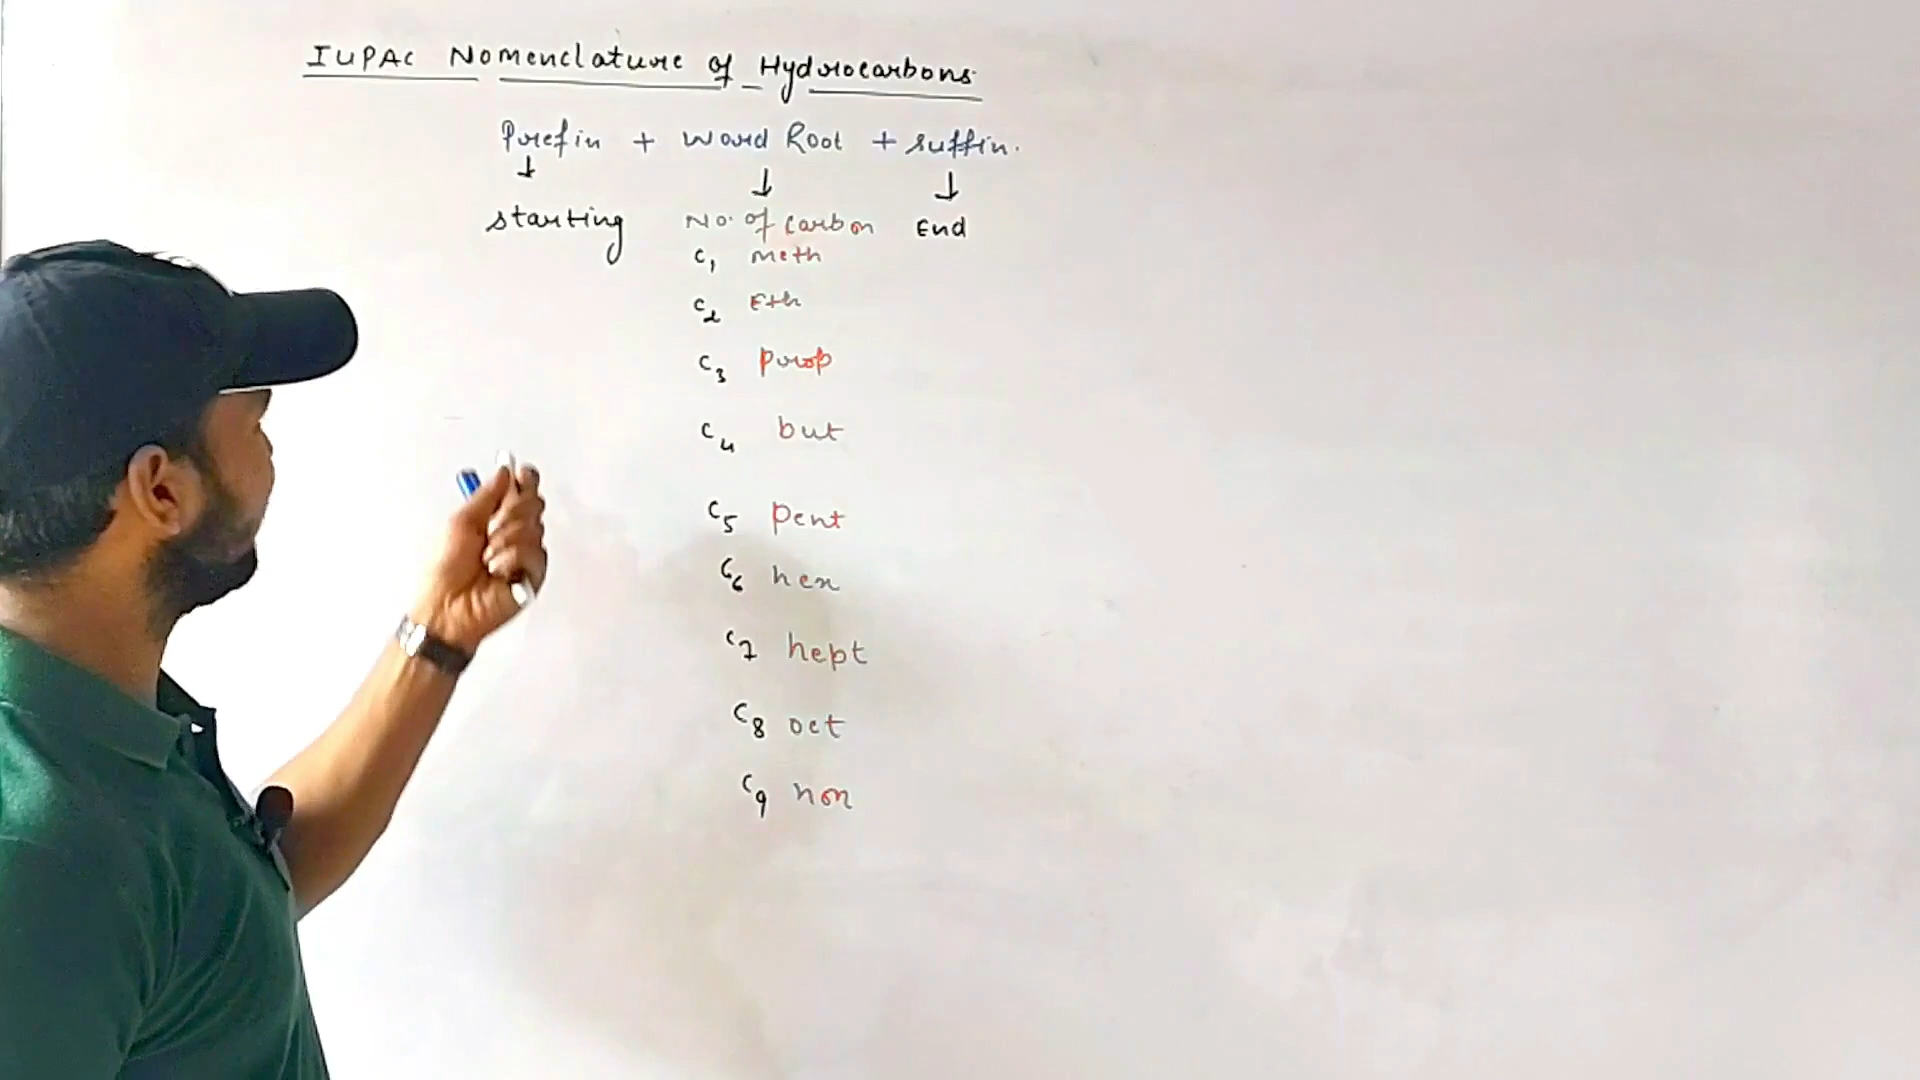 IUPAC Nomenclature of Hydrocarbons
Prefix + Word Root + suffix.
↓ ↓ ↓
starting No. of carbon End
C₁ meth
C₂ Eth
C₃ Prop
C₄ but
C₅ Pent
C₆ hex
C₇ hept
C₈ oct
C₉ non